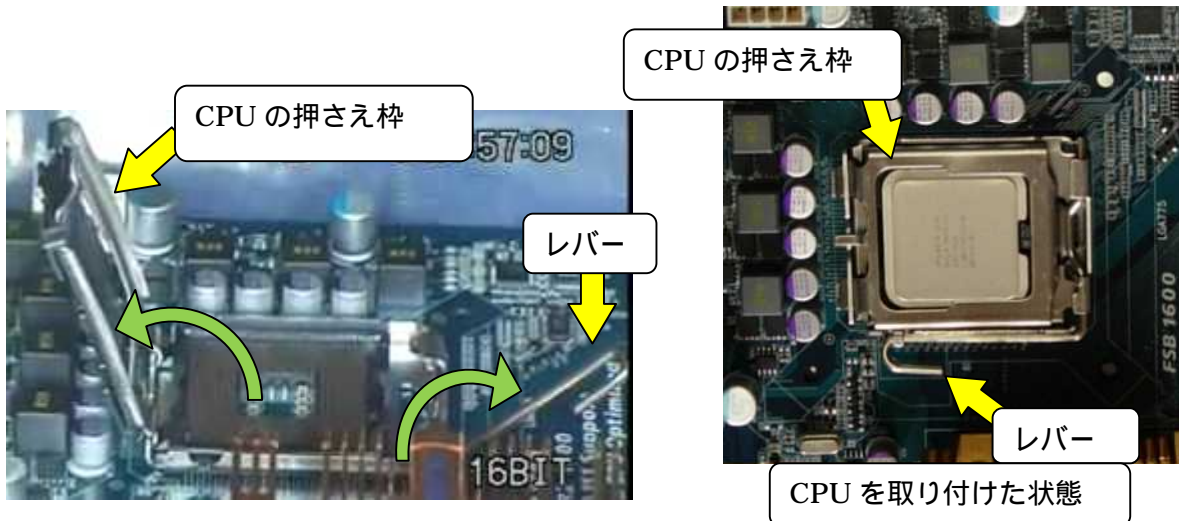 CPU の押さえ枠
57:09
レバー
16BIT
CPU の押さえ枠
LGA775
FSB 1600
レバー
CPU を取り付けた状態